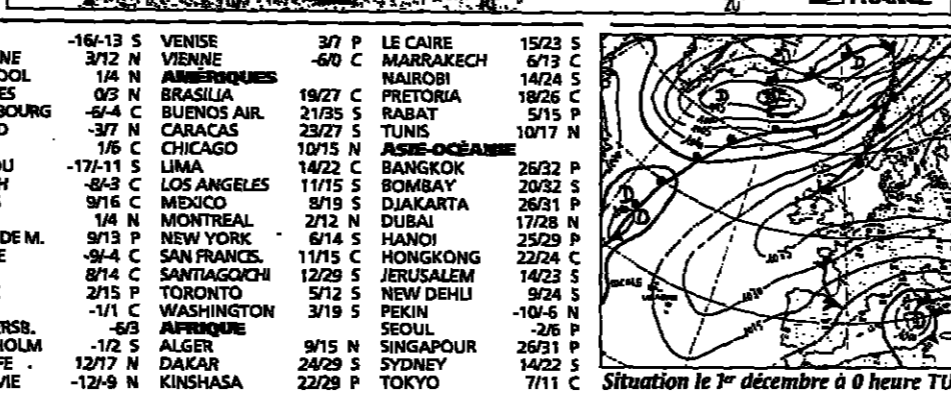 FRANCE
-16/-13 S VENISE 3/7 P LE CAIRE 15/23 S
NE 3/12 N VIENNE -6/0 C MARRAKECH 6/13 C
OOL 1/4 N AMÉRIQUES NAIROBI 14/24 S
ES 0/3 N BRASILIA 19/27 C PRETORIA 18/26 C
BOURG -6/-4 C BUENOS AIR. 21/35 S RABAT 5/15 P
D -3/7 N CARACAS 23/27 S TUNIS 10/17 N
1/6 C CHICAGO 10/15 N ASIE-OCÉANIE
OU -17/-11 S LIMA 14/22 C BANGKOK 26/32 P
H -8/-3 C LOS ANGELES 11/15 S BOMBAY 20/32 S
9/16 C MEXICO 8/19 S DJAKARTA 26/31 P
1/4 N MONTREAL 2/12 N DUBAI 17/28 N
DE M. 9/13 P NEW YORK 6/14 S HANOI 25/29 P
E -9/-4 C SAN FRANCIS. 11/15 C HONGKONG 22/24 C
8/14 C SANTIAGO/CHI 12/29 S JERUSALEM 14/23 S
2/15 P TORONTO 5/12 S NEW DEHLI 9/24 S
-1/1 C WASHINGTON 3/19 S PEKIN -10/-6 N
ERSB. -6/3 AFRIQUE SEOUL -2/6 P
HOLM -1/2 S ALGER 9/15 N SINGAPOUR 26/31 P
FE . 12/17 N DAKAR 24/29 S SYDNEY 14/22 S
VIE -12/-9 N KINSHASA 22/29 P TOKYO 7/11 C
D
D
D
D
D
D
1025
1020
1015
Situation le 1er décembre à 0 heure TU